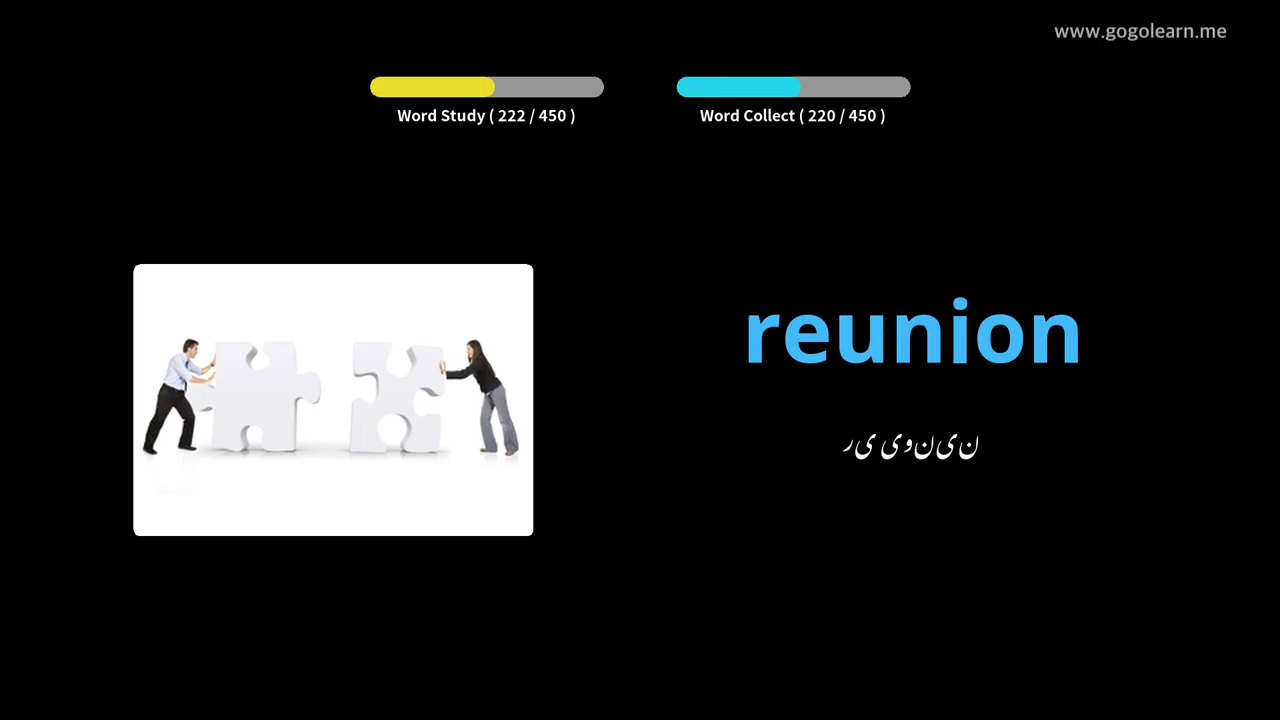 www.gogolearn.me
Word Study ( 222 / 450 )
Word Collect ( 220 / 450 )
reunion
ری یونین